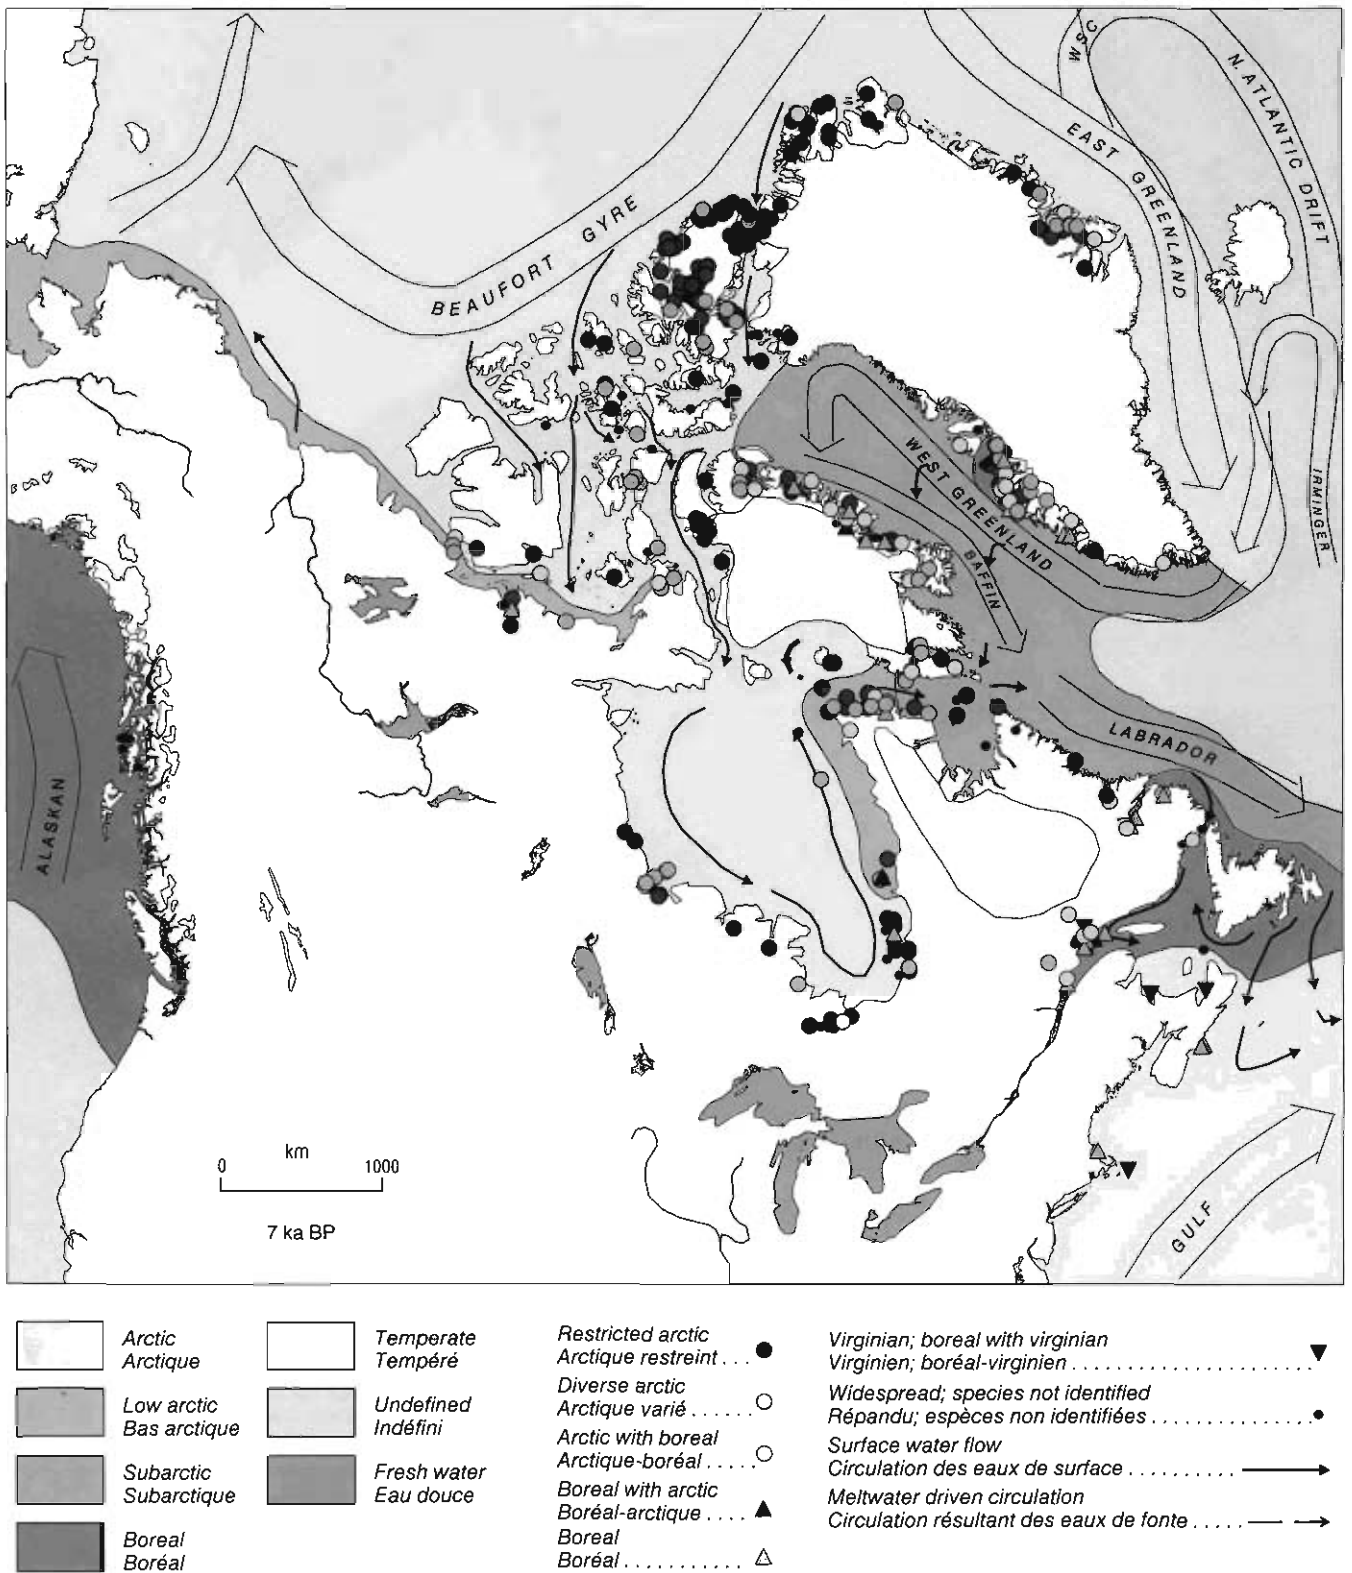 WSC
N. ATLANTIC DRIFT
EAST GREENLAND
BEAUFORT GYRE
WEST GREENLAND
BAFFIN
IRMINGER
LABRADOR
ALASKAN
GULF
km
0 1000
7 ka BP
Arctic
Arctique
Low arctic
Bas arctique
Subarctic
Subarctique
Boreal
Boréal
Temperate
Tempéré
Undefined
Indéfini
Fresh water
Eau douce
Restricted arctic
Arctique restreint . . .
Diverse arctic
Arctique varié . . . . . .
Arctic with boreal
Arctique-boréal . . . .
Boreal with arctic
Boréal-arctique . . . .
Boreal
Boréal . . . . . . . . . . .
Virginian; boreal with virginian
Virginien; boréal-virginien . . . . . . . . . . . . . . . . . . . . .
Widespread; species not identified
Répandu; espèces non identifiées . . . . . . . . . . . . . .
Surface water flow
Circulation des eaux de surface . . . . . . . . .
Meltwater driven circulation
Circulation résultant des eaux de fonte . . . . .